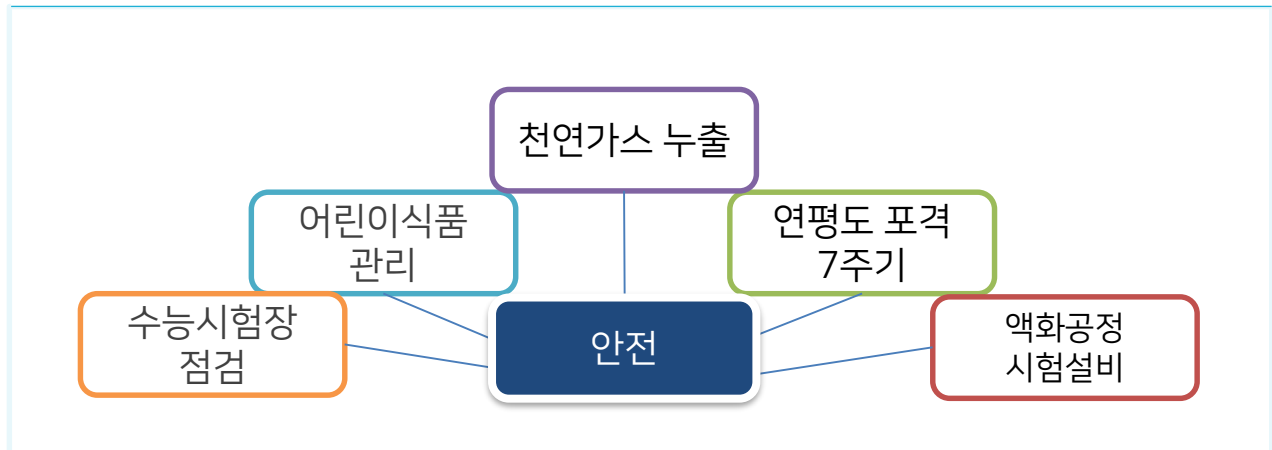 천연가스 누출
어린이식품
관리
연평도 포격
7주기
수능시험장
점검
안전
액화공정
시험설비